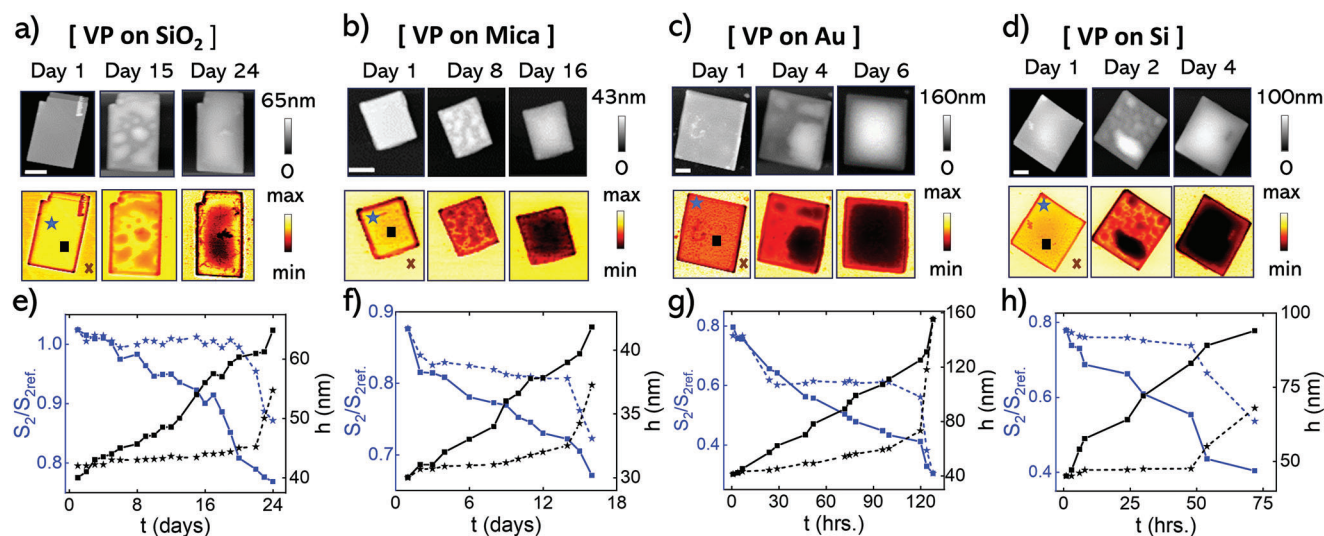 a) [ VP on SiO2 ]
Day 1 Day 15 Day 24
65nm
0
max
min
x
b) [ VP on Mica ]
Day 1 Day 8 Day 16
43nm
0
max
min
x
c) [ VP on Au ]
Day 1 Day 4 Day 6
160nm
0
max
min
x
d) [ VP on Si ]
Day 1 Day 2 Day 4
100nm
0
max
min
x
e)
S2/S2ref.
1.0
0.9
0.8
0 8 16 24
t (days)
60
50
40
h (nm)
f)
S2/S2ref.
0.9
0.8
0.7
0 6 12 18
t (days)
40
35
30
h (nm)
g)
S2/S2ref.
0.8
0.6
0.4
0 30 60 90 120
t (hrs.)
160
120
80
40
h (nm)
h)
S2/S2ref.
0.8
0.6
0.4
0 25 50 75
t (hrs.)
100
75
50
h (nm)